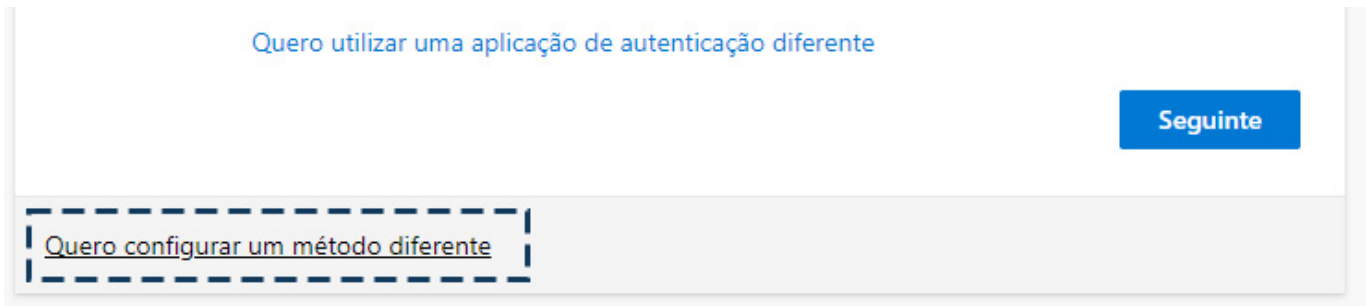 Quero utilizar uma aplicação de autenticação diferente
Seguinte
Quero configurar um método diferente